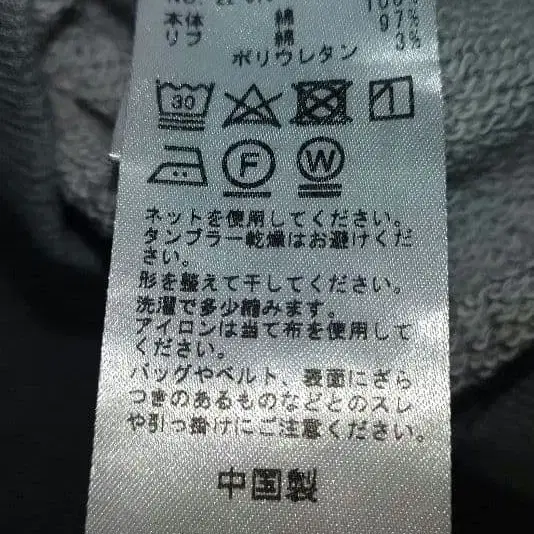 本体 綿 100%
リブ 綿 97%
ポリウレタン 3%
30
F W
ネットを使用してください。
タンブラー乾燥はお避けくだ
さい。
形を整えて干してください。
洗濯で多少縮みます。
アイロンは当て布を使用して
ください。
バッグやベルト、表面にざら
つきのあるものなどとのスレ
や引っ掛けにご注意ください。
中国製